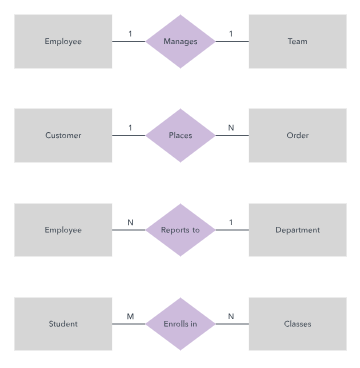 Employee 1 Manages 1 Team
Customer 1 Places N Order
Employee N Reports to 1 Department
Student M Enrolls in N Classes